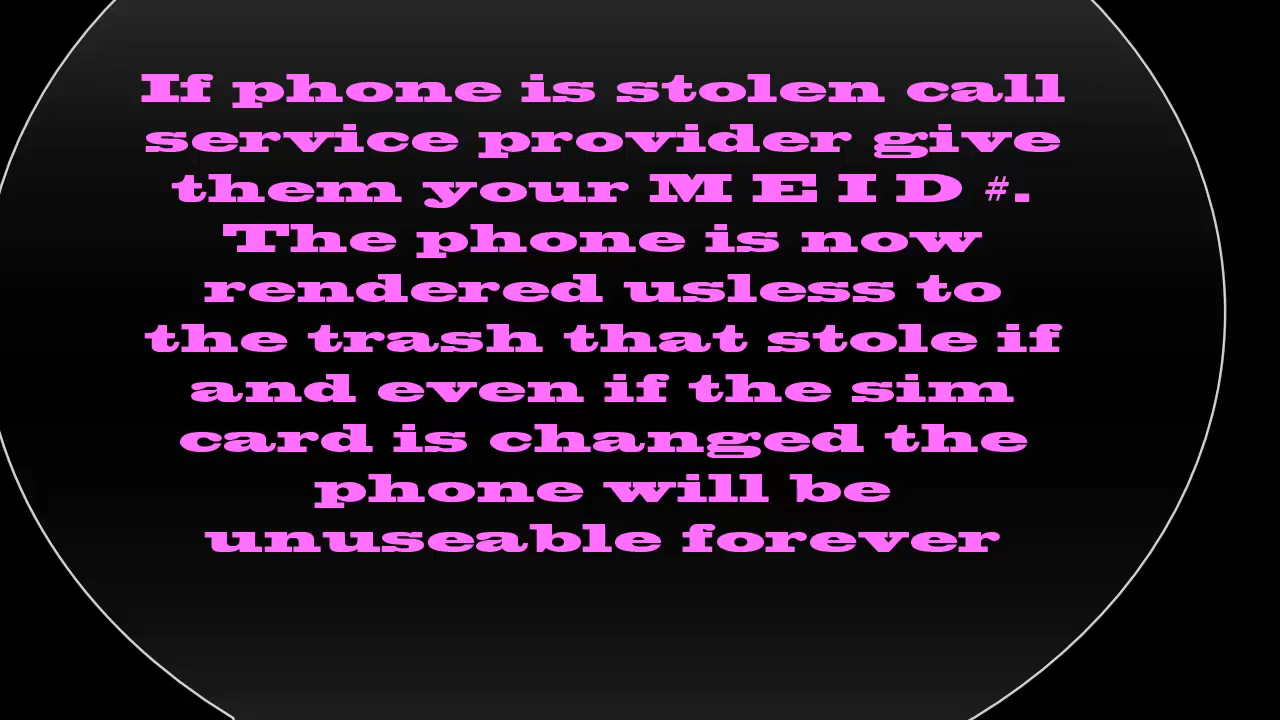 If phone is stolen call
service provider give
them your M E I D #.
The phone is now
rendered usless to
the trash that stole if
and even if the sim
card is changed the
phone will be
unuseable forever